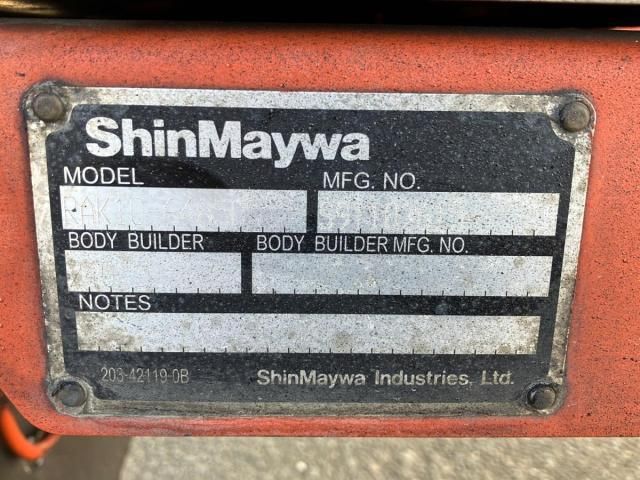 ShinMaywa
MODEL MFG. NO.
BODY BUILDER BODY BUILDER MFG. NO.
NOTES
203-42119-0B ShinMaywa Industries, Ltd.